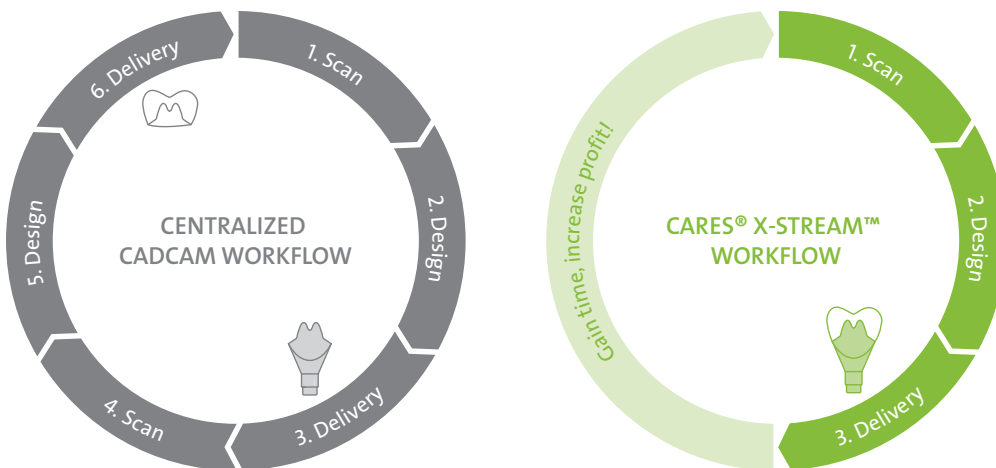 1. Scan
2. Design
3. Delivery
4. Scan
5. Design
6. Delivery
CENTRALIZED
CADCAM WORKFLOW
1. Scan
2. Design
3. Delivery
Gain time, increase profit!
CARES® X-STREAM™
WORKFLOW